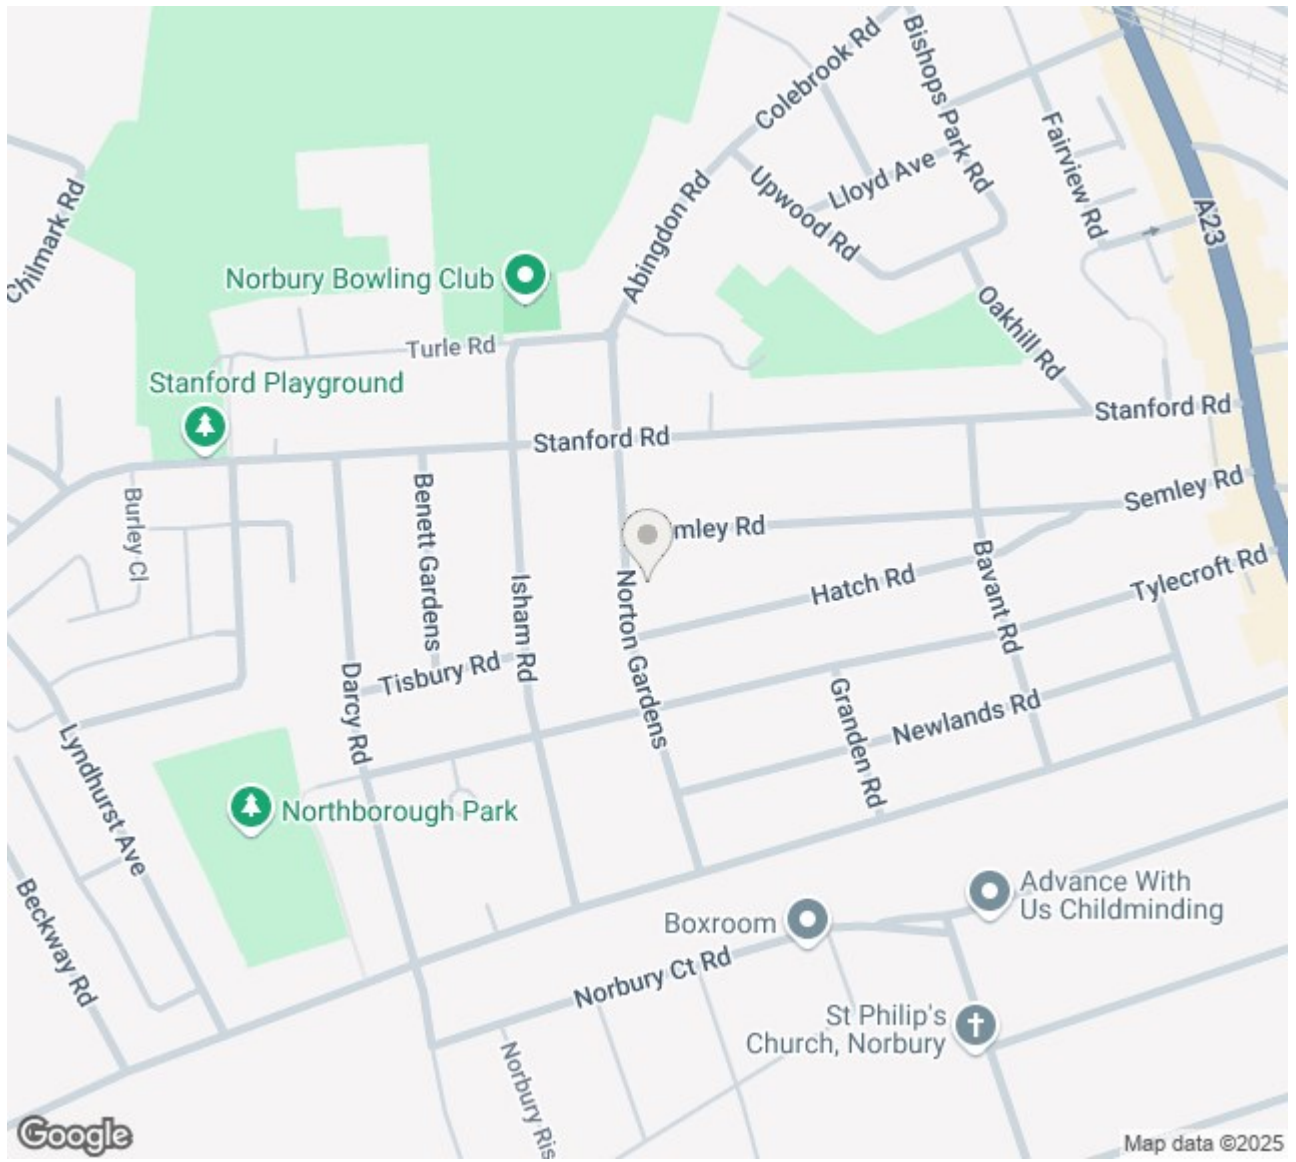 Colebrook Rd
Bishops Park Rd
Fairview Rd
Chilmark Rd
Abingdon Rd
Upwood Rd
Lloyd Ave
A23
Norbury Bowling Club
Oakhill Rd
Turle Rd
Stanford Playground
Stanford Rd
Stanford Rd
Burley Cl
Benett Gardens
mley Rd
Semley Rd
Isham Rd
Norton Gardens
Hatch Rd
Bavant Rd
Tylecroft Rd
Darcy Rd
Tisbury Rd
Granden Rd
Newlands Rd
Lyndhurst Ave
Northborough Park
Beckway Rd
Advance With
Us Childminding
Boxroom
Norbury Ct Rd
St Philip's
Church, Norbury
Norbury Ris
Google
Map data ©2025